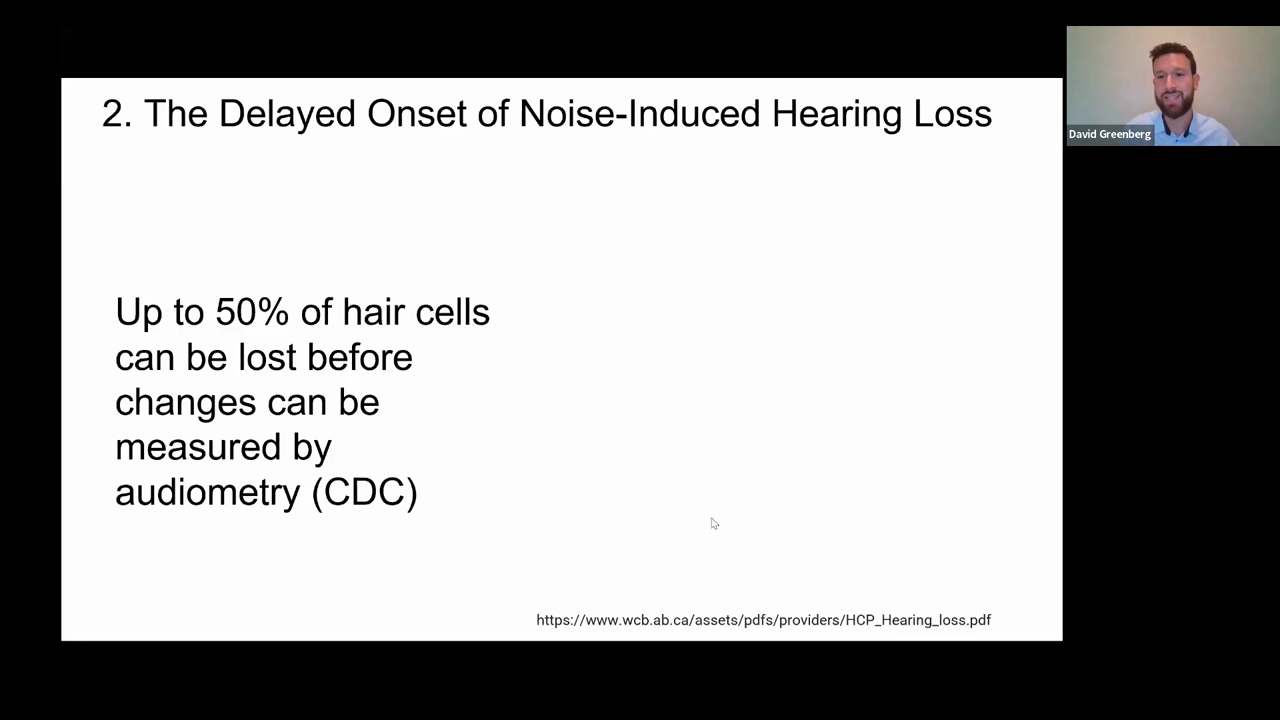 2. The Delayed Onset of Noise-Induced Hearing Loss
Up to 50% of hair cells
can be lost before
changes can be
measured by
audiometry (CDC)
https://www.wcb.ab.ca/assets/pdfs/providers/HCP_Hearing_loss.pdf
David Greenberg